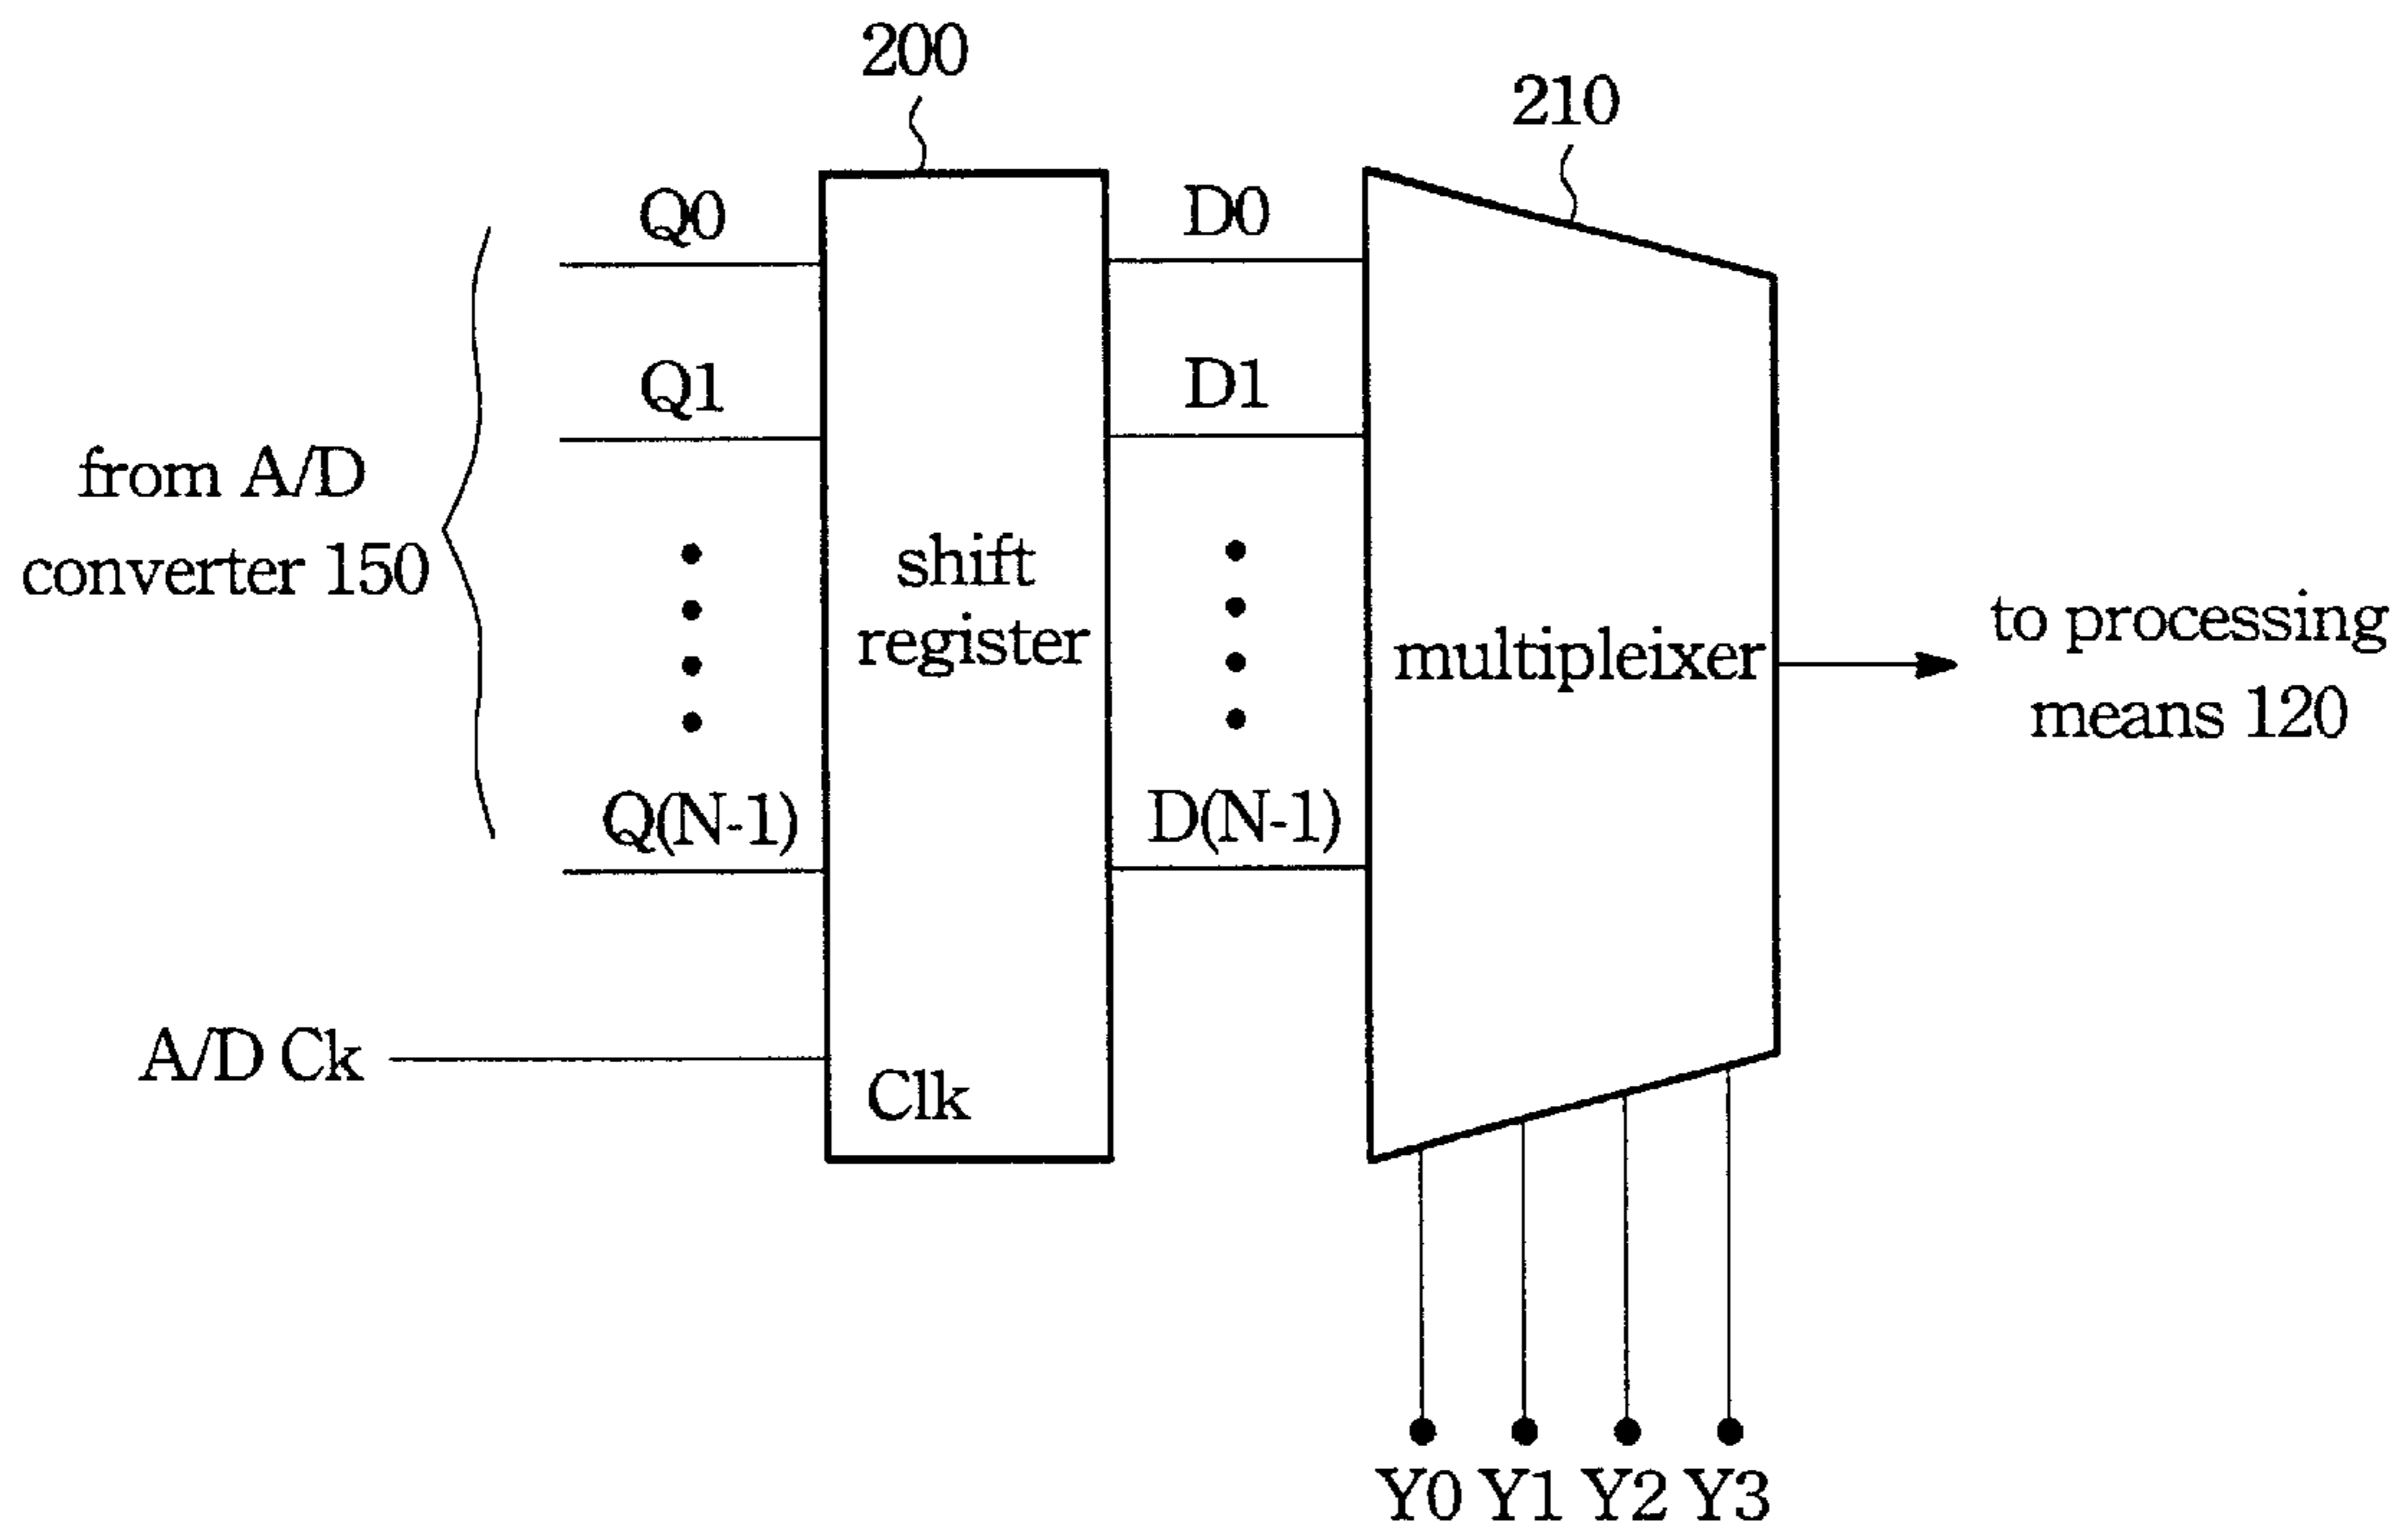 200
210
Q0
D0
Q1
D1
from A/D
converter 150
shift
register
multipleixer
to processing
means 120
Q(N-1)
D(N-1)
A/D Ck
Clk
Y0 Y1 Y2 Y3